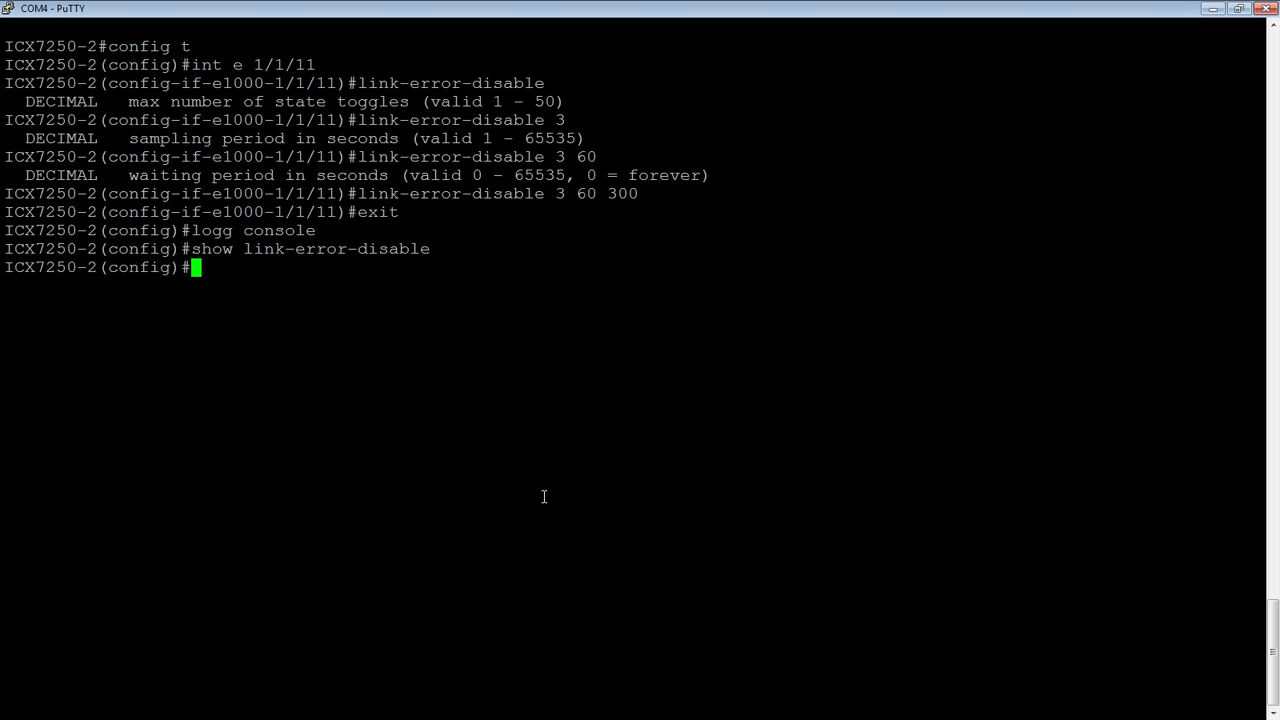 COM4 - PuTTY
ICX7250-2#config t
ICX7250-2(config)#int e 1/1/11
ICX7250-2(config-if-e1000-1/1/11)#link-error-disable
  DECIMAL   max number of state toggles (valid 1 - 50)
ICX7250-2(config-if-e1000-1/1/11)#link-error-disable 3
  DECIMAL   sampling period in seconds (valid 1 - 65535)
ICX7250-2(config-if-e1000-1/1/11)#link-error-disable 3 60
  DECIMAL   waiting period in seconds (valid 0 - 65535, 0 = forever)
ICX7250-2(config-if-e1000-1/1/11)#link-error-disable 3 60 300
ICX7250-2(config-if-e1000-1/1/11)#exit
ICX7250-2(config)#logg console
ICX7250-2(config)#show link-error-disable
ICX7250-2(config)#